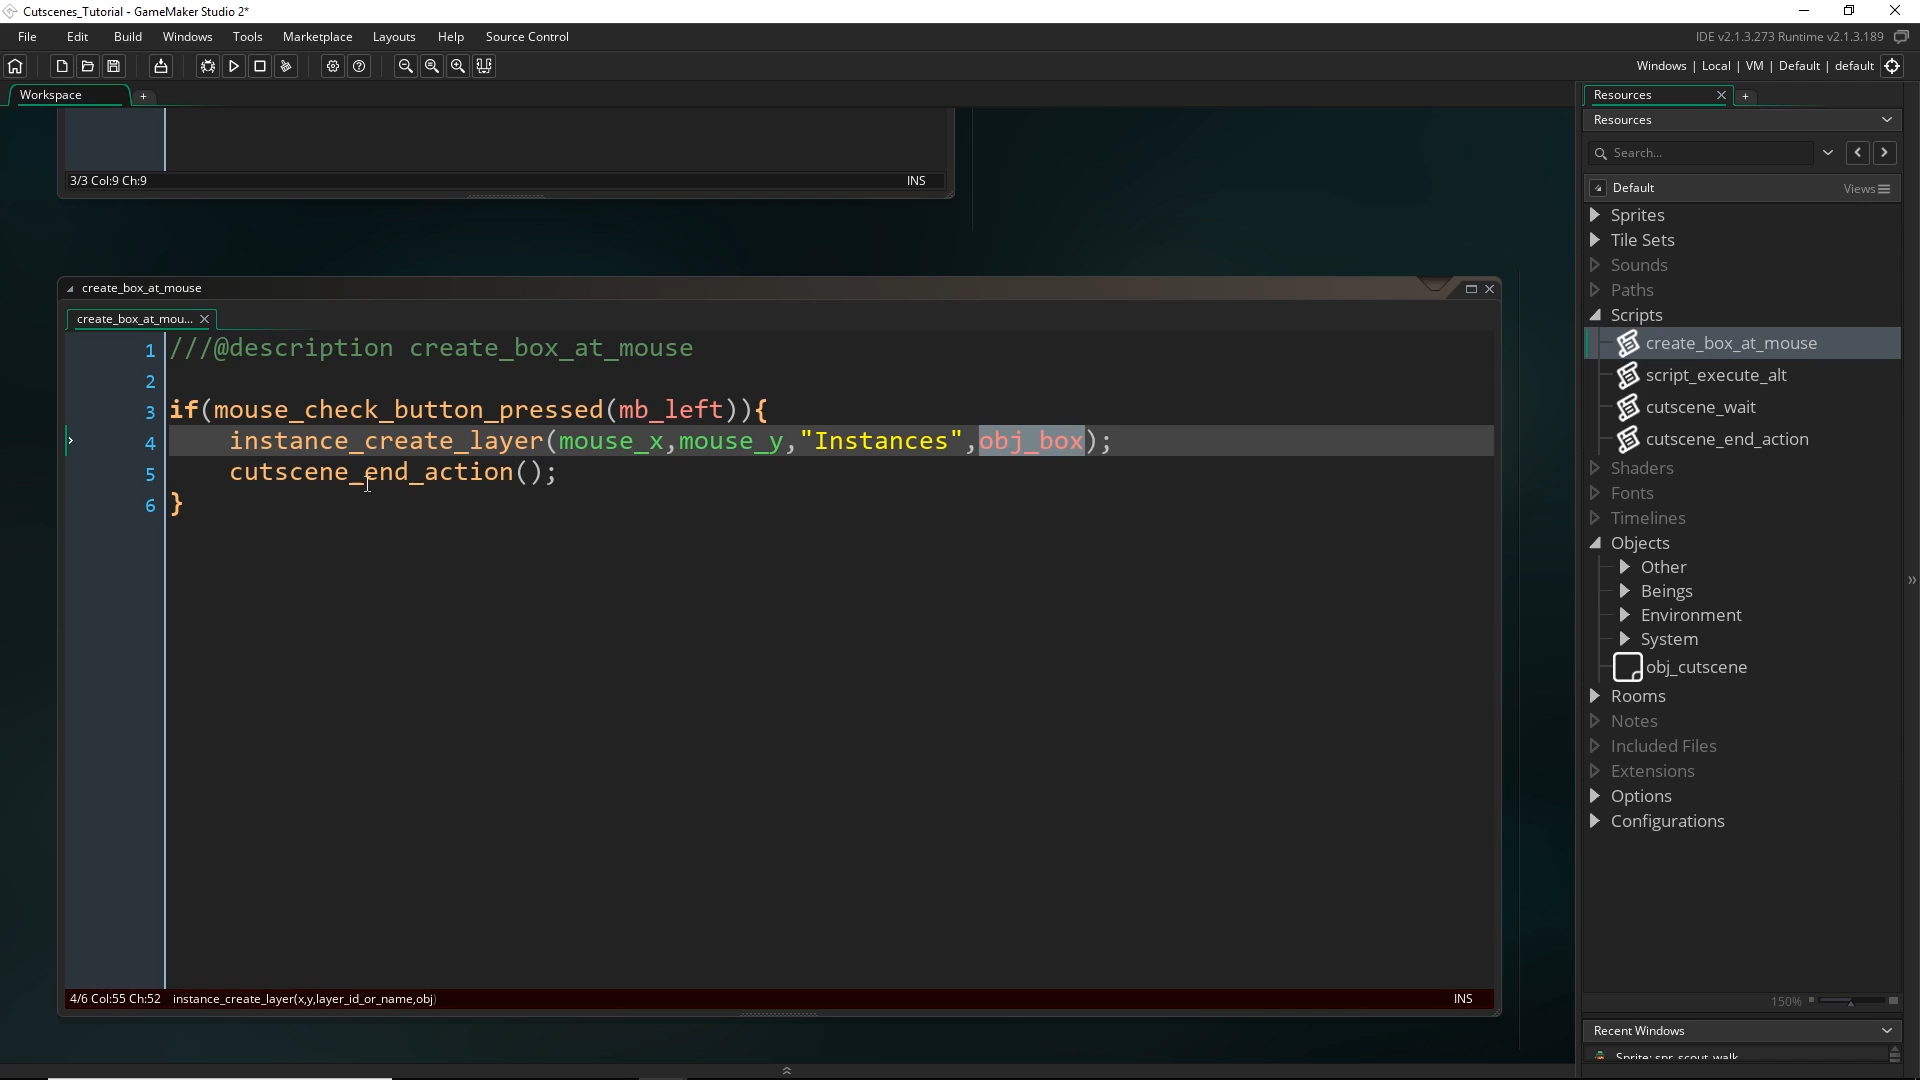 Cutscenes_Tutorial - GameMaker Studio 2*
File Edit Build Windows Tools Marketplace Layouts Help Source Control
IDE v2.1.3.273 Runtime v2.1.3.189
Windows | Local | VM | Default | default
Workspace +
3/3 Col:9 Ch:9 INS
create_box_at_mouse
create_box_at_mou...
1 ///@description create_box_at_mouse
2
3 if(mouse_check_button_pressed(mb_left)){
4 instance_create_layer(mouse_x,mouse_y,"Instances",obj_box);
5 cutscene_end_action();
6 }
4/6 Col:55 Ch:52 instance_create_layer(x,y,layer_id_or_name,obj) INS
Resources +
Resources
Search...
Default Views
Sprites
Tile Sets
Sounds
Paths
Scripts
create_box_at_mouse
script_execute_alt
cutscene_wait
cutscene_end_action
Shaders
Fonts
Timelines
Objects
Other
Beings
Environment
System
obj_cutscene
Rooms
Notes
Included Files
Extensions
Options
Configurations
150%
Recent Windows
Sprite: spr_scout_walk